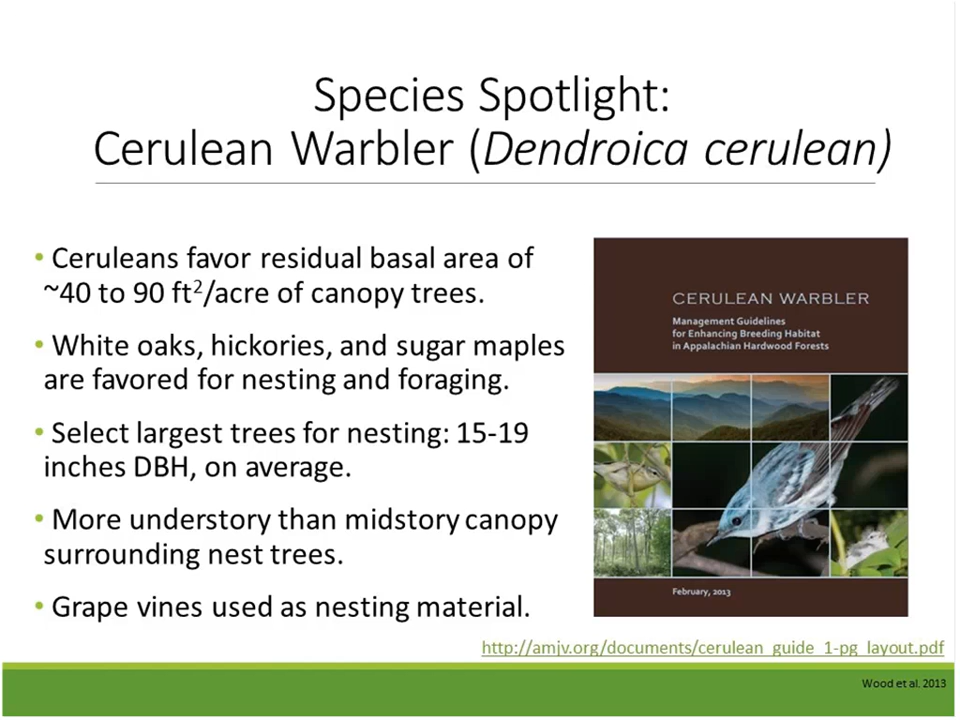 Species Spotlight:
Cerulean Warbler (Dendroica cerulean)
• Ceruleans favor residual basal area of
~40 to 90 ft²/acre of canopy trees.
• White oaks, hickories, and sugar maples
are favored for nesting and foraging.
• Select largest trees for nesting: 15-19
inches DBH, on average.
• More understory than midstory canopy
surrounding nest trees.
• Grape vines used as nesting material.
CERULEAN WARBLER
Management Guidelines
for Enhancing Breeding Habitat
in Appalachian Hardwood Forests
February, 2013
http://amjv.org/documents/cerulean_guide_1-pg_layout.pdf
Wood et al. 2013